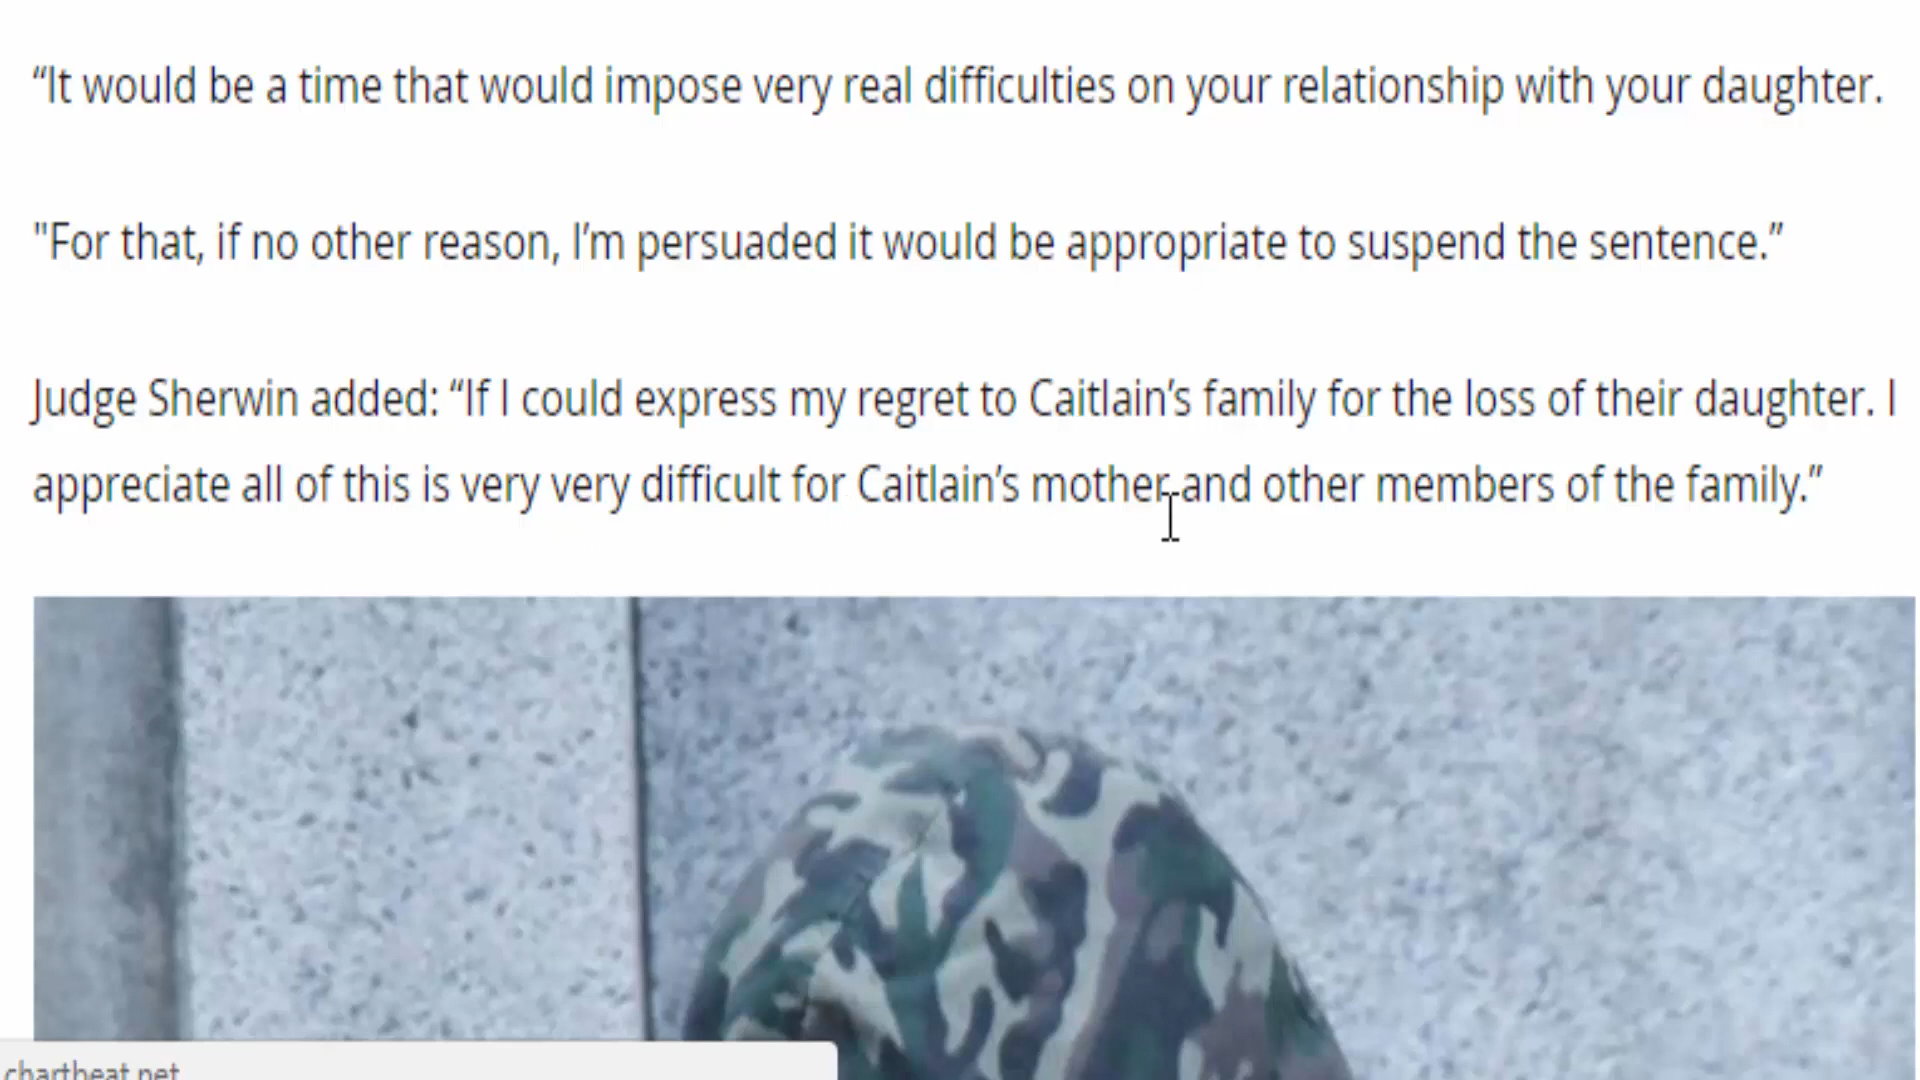 “It would be a time that would impose very real difficulties on your relationship with your daughter.
"For that, if no other reason, I’m persuaded it would be appropriate to suspend the sentence.”
Judge Sherwin added: “If I could express my regret to Caitlain’s family for the loss of their daughter. I
appreciate all of this is very very difficult for Caitlain’s mother and other members of the family.”
chartbeat.net